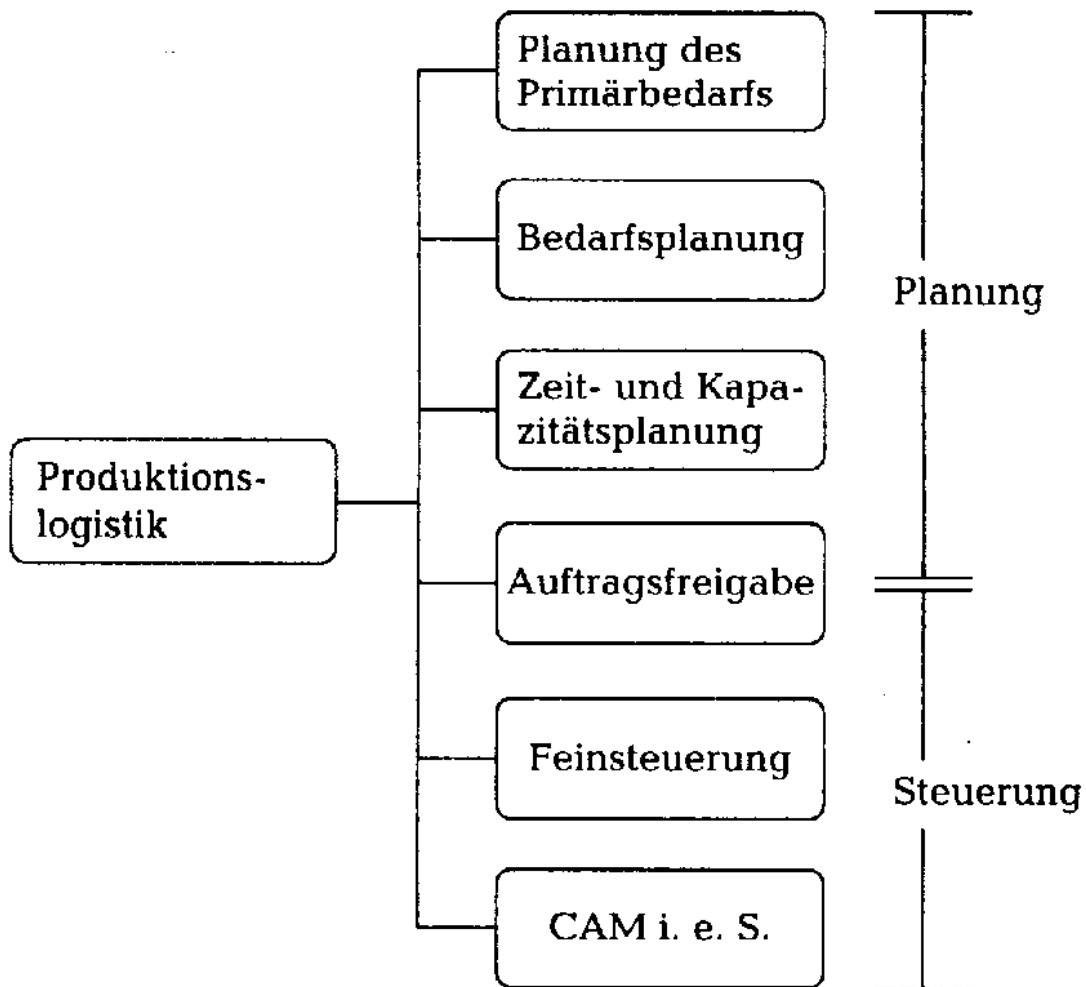 Planung des
Primärbedarfs
Bedarfsplanung
Planung
Zeit- und Kapa-
zitätsplanung
Produktions-
logistik
Auftragsfreigabe
Feinsteuerung
Steuerung
CAM i. e. S.